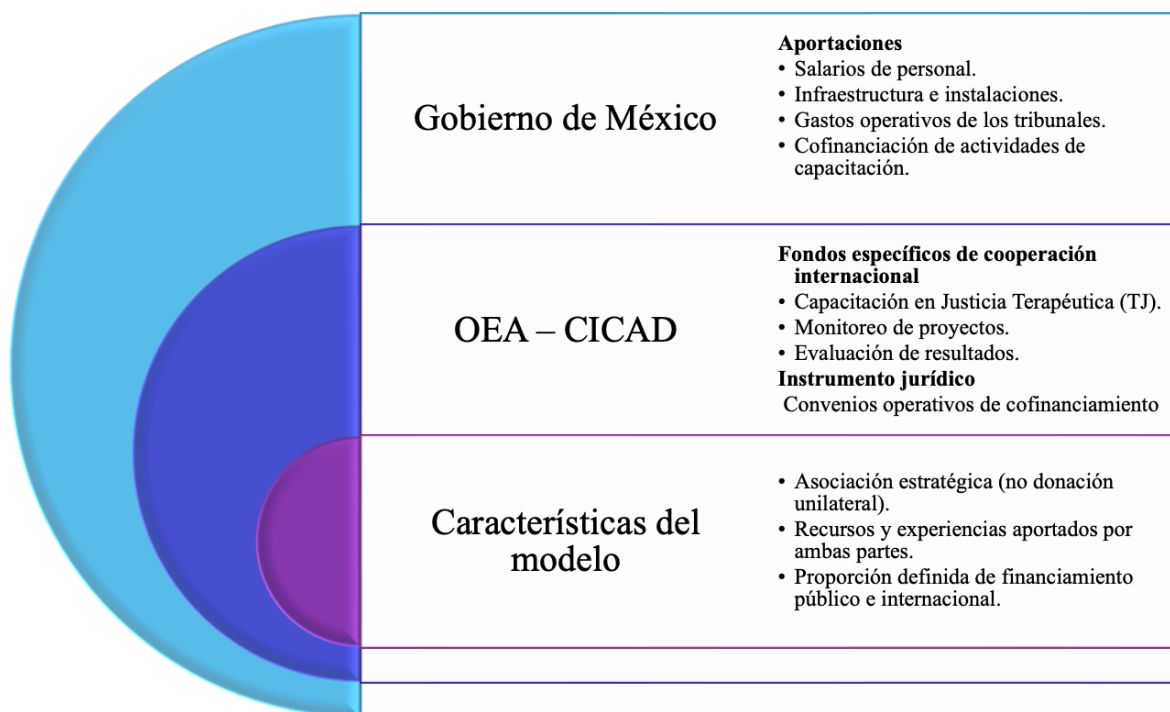 Gobierno de México
Aportaciones
• Salarios de personal.
• Infraestructura e instalaciones.
• Gastos operativos de los tribunales.
• Cofinanciación de actividades de
capacitación.
OEA – CICAD
Fondos específicos de cooperación
internacional
• Capacitación en Justicia Terapéutica (TJ).
• Monitoreo de proyectos.
• Evaluación de resultados.
Instrumento jurídico
Convenios operativos de cofinanciamiento
Características del
modelo
• Asociación estratégica (no donación
unilateral).
• Recursos y experiencias aportados por
ambas partes.
• Proporción definida de financiamiento
público e internacional.